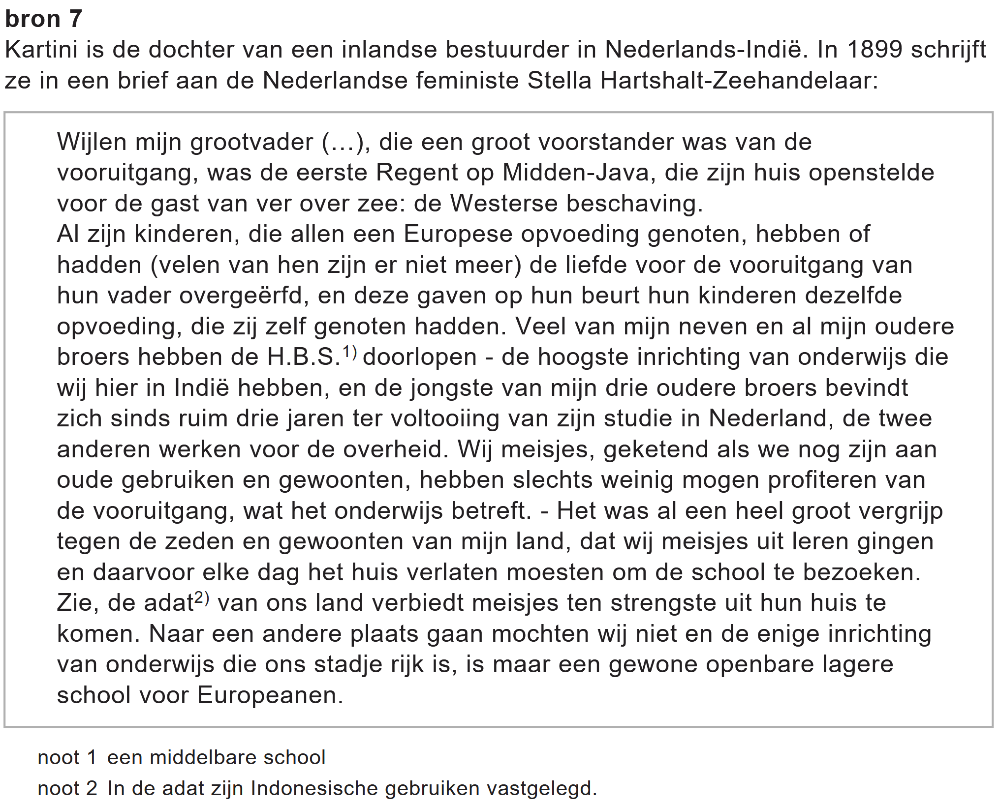 bron 7
Kartini is de dochter van een inlandse bestuurder in Nederlands-Indië. In 1899 schrijft
ze in een brief aan de Nederlandse feministe Stella Hartshalt-Zeehandelaar:
Wijlen mijn grootvader (…), die een groot voorstander was van de
vooruitgang, was de eerste Regent op Midden-Java, die zijn huis openstelde
voor de gast van ver over zee: de Westerse beschaving.
Al zijn kinderen, die allen een Europese opvoeding genoten, hebben of
hadden (velen van hen zijn er niet meer) de liefde voor de vooruitgang van
hun vader overgeërfd, en deze gaven op hun beurt hun kinderen dezelfde
opvoeding, die zij zelf genoten hadden. Veel van mijn neven en al mijn oudere
broers hebben de H.B.S.1) doorlopen - de hoogste inrichting van onderwijs die
wij hier in Indië hebben, en de jongste van mijn drie oudere broers bevindt
zich sinds ruim drie jaren ter voltooiing van zijn studie in Nederland, de twee
anderen werken voor de overheid. Wij meisjes, geketend als we nog zijn aan
oude gebruiken en gewoonten, hebben slechts weinig mogen profiteren van
de vooruitgang, wat het onderwijs betreft. - Het was al een heel groot vergrijp
tegen de zeden en gewoonten van mijn land, dat wij meisjes uit leren gingen
en daarvoor elke dag het huis verlaten moesten om de school te bezoeken.
Zie, de adat2) van ons land verbiedt meisjes ten strengste uit hun huis te
komen. Naar een andere plaats gaan mochten wij niet en de enige inrichting
van onderwijs die ons stadje rijk is, is maar een gewone openbare lagere
school voor Europeanen.
noot 1 een middelbare school
noot 2 In de adat zijn Indonesische gebruiken vastgelegd.